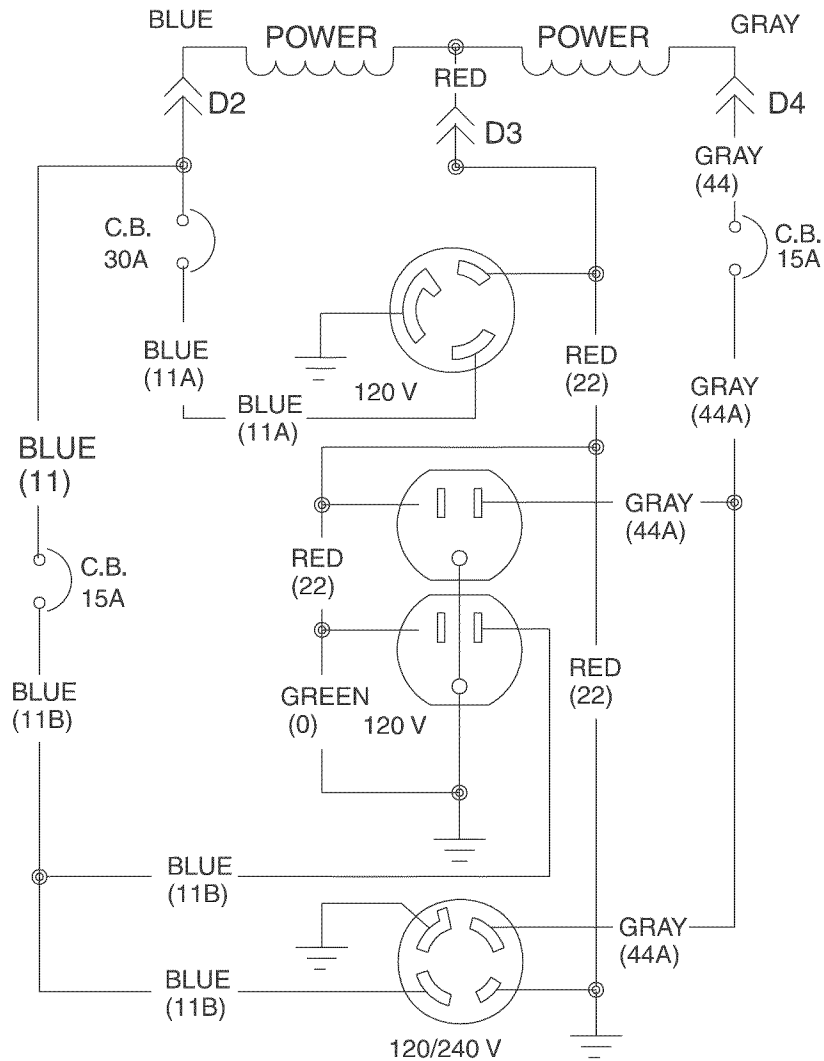 BLUE
POWER
POWER
GRAY
RED
D2
D3
D4
GRAY
(44)
C.B.
30A
C.B.
15A
BLUE
(11A)
120 V
RED
(22)
GRAY
(44A)
BLUE
(11A)
BLUE
(11)
GRAY
(44A)
RED
(22)
C.B.
15A
RED
(22)
BLUE
(11B)
GREEN
(0)
120 V
BLUE
(11B)
GRAY
(44A)
BLUE
(11B)
120/240 V